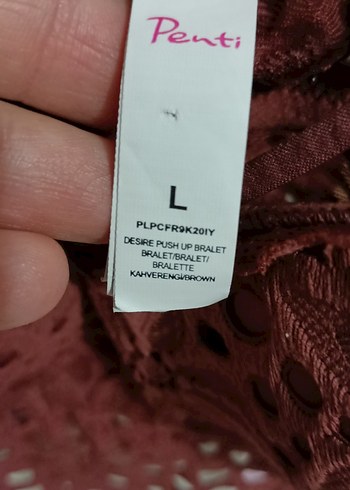 Penti
L
PLPCFR9K20IY
DESIRE PUSH UP BRALET
BRALET/BRALET/
BRALETTE
KAHVERENGI/BROWN